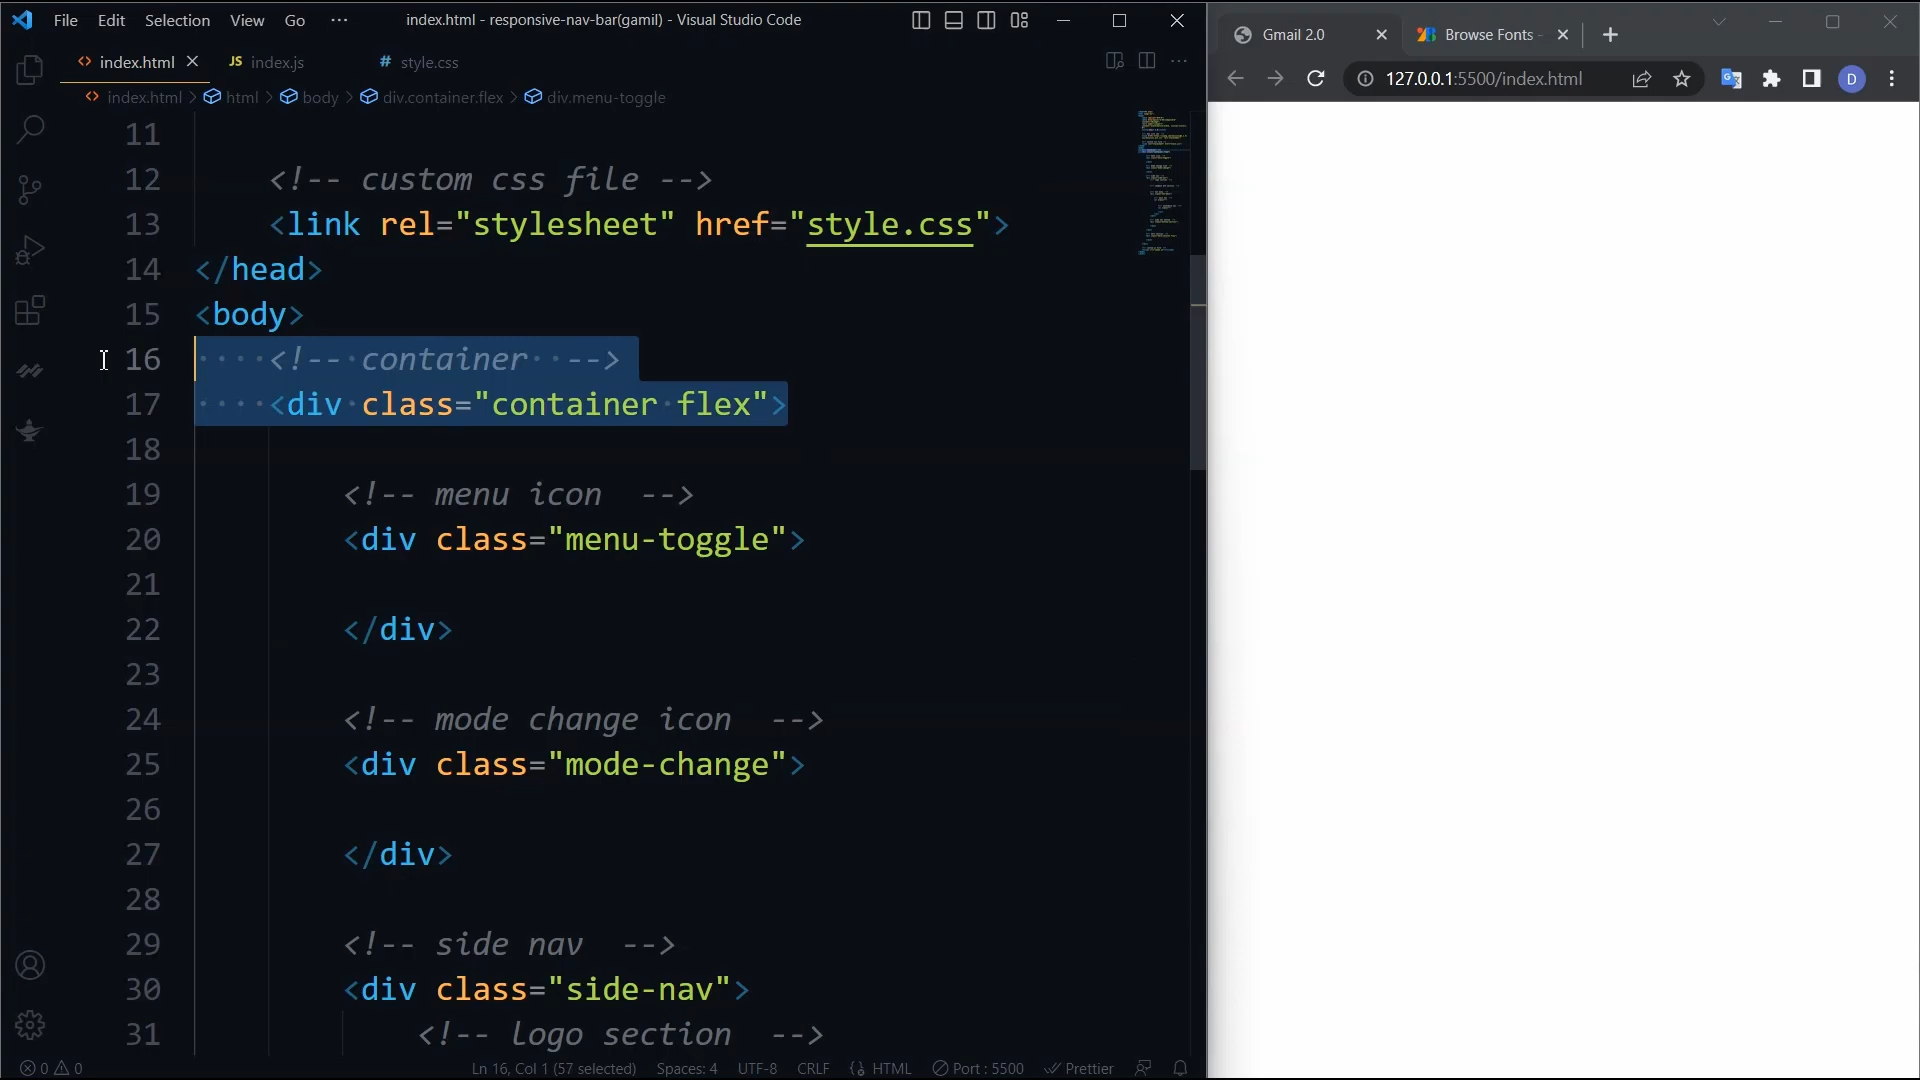 File Edit Selection View Go ··· index.html - responsive-nav-bar(gamil) - Visual Studio Code
index.html JS index.js # style.css
index.html > html > body > div.container.flex > div.menu-toggle
11
12 <!-- custom css file -->
13 <link rel="stylesheet" href="style.css">
14 </head>
15 <body>
16 <!-- container  -->
17 <div class="container flex">
18
19 <!-- menu icon  -->
20 <div class="menu-toggle">
21
22 </div>
23
24 <!-- mode change icon  -->
25 <div class="mode-change">
26
27 </div>
28
29 <!-- side nav  -->
30 <div class="side-nav">
31 <!-- Logo section  -->
0 0 Ln 16, Col 1 (57 selected) Spaces: 4 UTF-8 CRLF HTML Port : 5500 Prettier
Gmail 2.0 Browse Fonts -
127.0.0.1:5500/index.html D